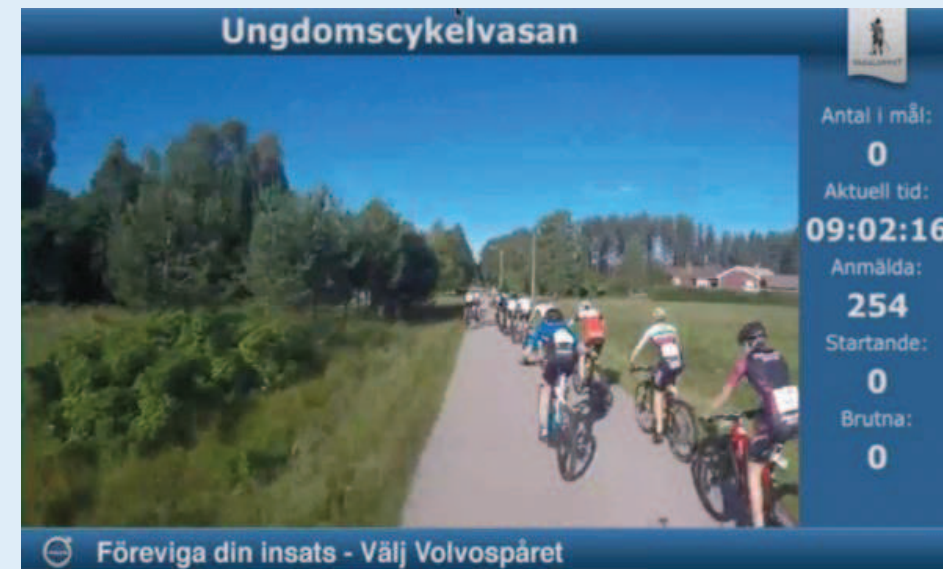 Ungdomscykelvasan
Antal i mål:
0
Aktuell tid:
09:02:16
Anmälda:
254
Startande:
0
Brutna:
0
Föreviga din insats - Välj Volvospåret